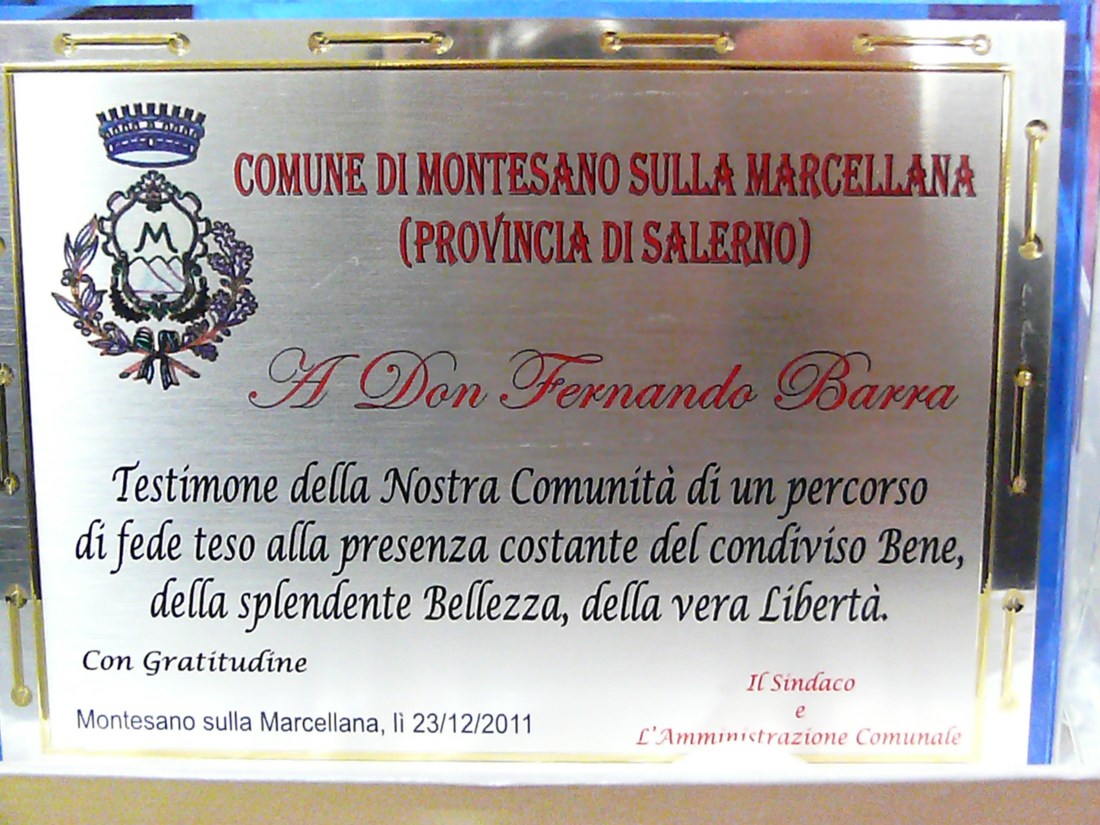 COMUNE DI MONTESANO SULLA MARCELLANA
(PROVINCIA DI SALERNO)
M
A Don Fernando Barra
Testimone della Nostra Comunità di un percorso
di fede teso alla presenza costante del condiviso Bene,
della splendente Bellezza, della vera Libertà.
Con Gratitudine
Montesano sulla Marcellana, lì 23/12/2011
Il Sindaco
e
L'Amministrazione Comunale